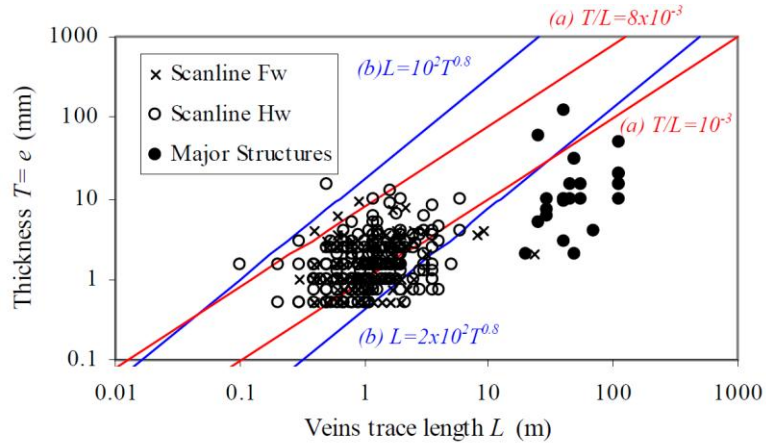 1000
100
10
1
0.1
0.01
0.1
1
10
100
1000
Thickness T= e (mm)
Veins trace length L (m)
Scanline Fw
Scanline Hw
Major Structures
(a) T/L=8x10⁻³
(b)L=10²T⁰·⁸
(a) T/L=10⁻³
(b) L=2x10²T⁰·⁸